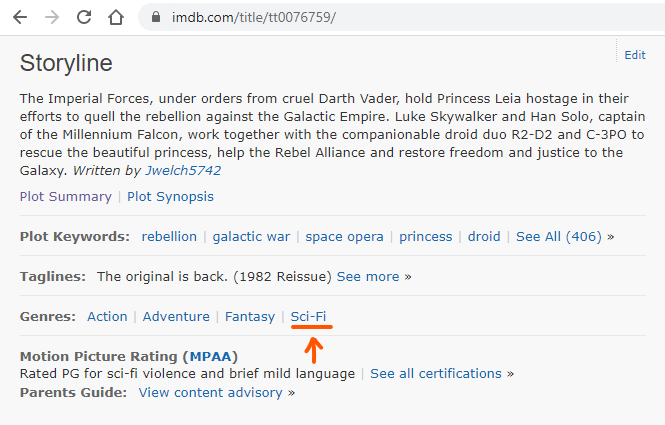 imdb.com/title/tt0076759/
Storyline
Edit
The Imperial Forces, under orders from cruel Darth Vader, hold Princess Leia hostage in their
efforts to quell the rebellion against the Galactic Empire. Luke Skywalker and Han Solo, captain
of the Millennium Falcon, work together with the companionable droid duo R2-D2 and C-3PO to
rescue the beautiful princess, help the Rebel Alliance and restore freedom and justice to the
Galaxy. Written by Jwelch5742
Plot Summary | Plot Synopsis
Plot Keywords: rebellion | galactic war | space opera | princess | droid | See All (406) »
Taglines: The original is back. (1982 Reissue) See more »
Genres: Action | Adventure | Fantasy | Sci-Fi
Motion Picture Rating (MPAA)
Rated PG for sci-fi violence and brief mild language | See all certifications »
Parents Guide: View content advisory »